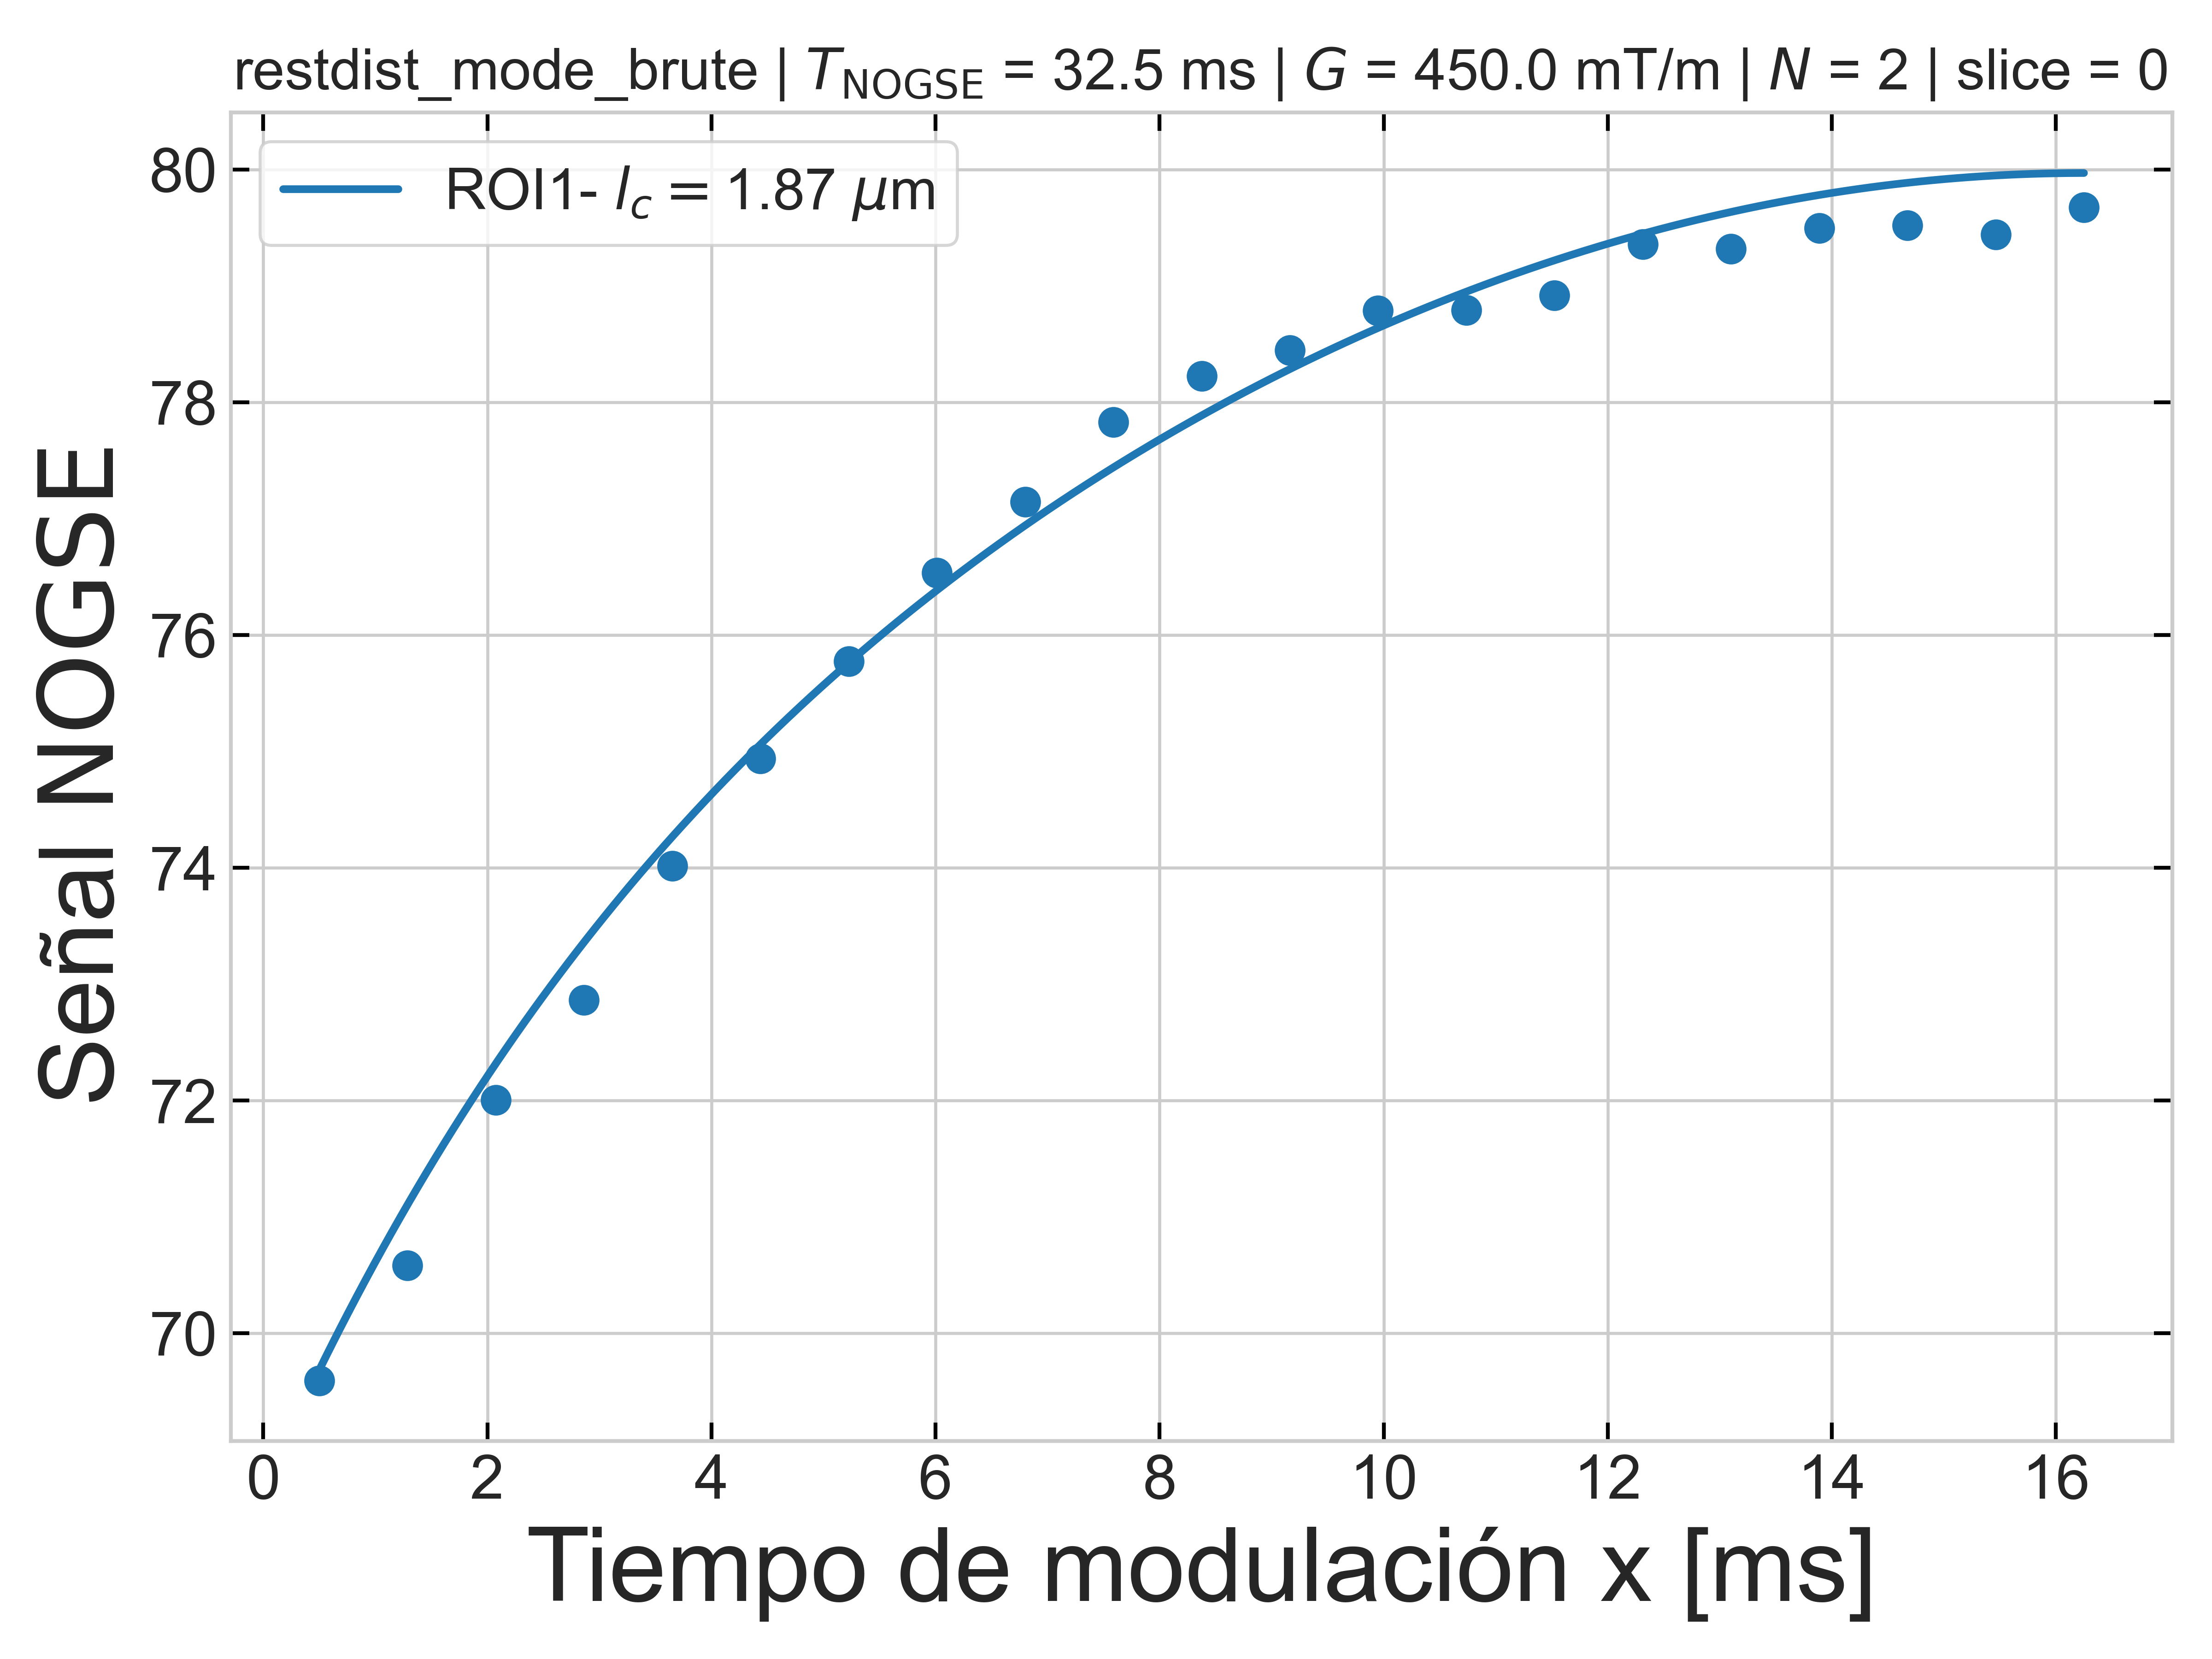 restdist_mode_brute | T_NOGSE = 32.5 ms | G = 450.0 mT/m | N = 2 | slice = 0
ROI1- l_c = 1.87 μm
Señal NOGSE
80
78
76
74
72
70
0 2 4 6 8 10 12 14 16
Tiempo de modulación x [ms]